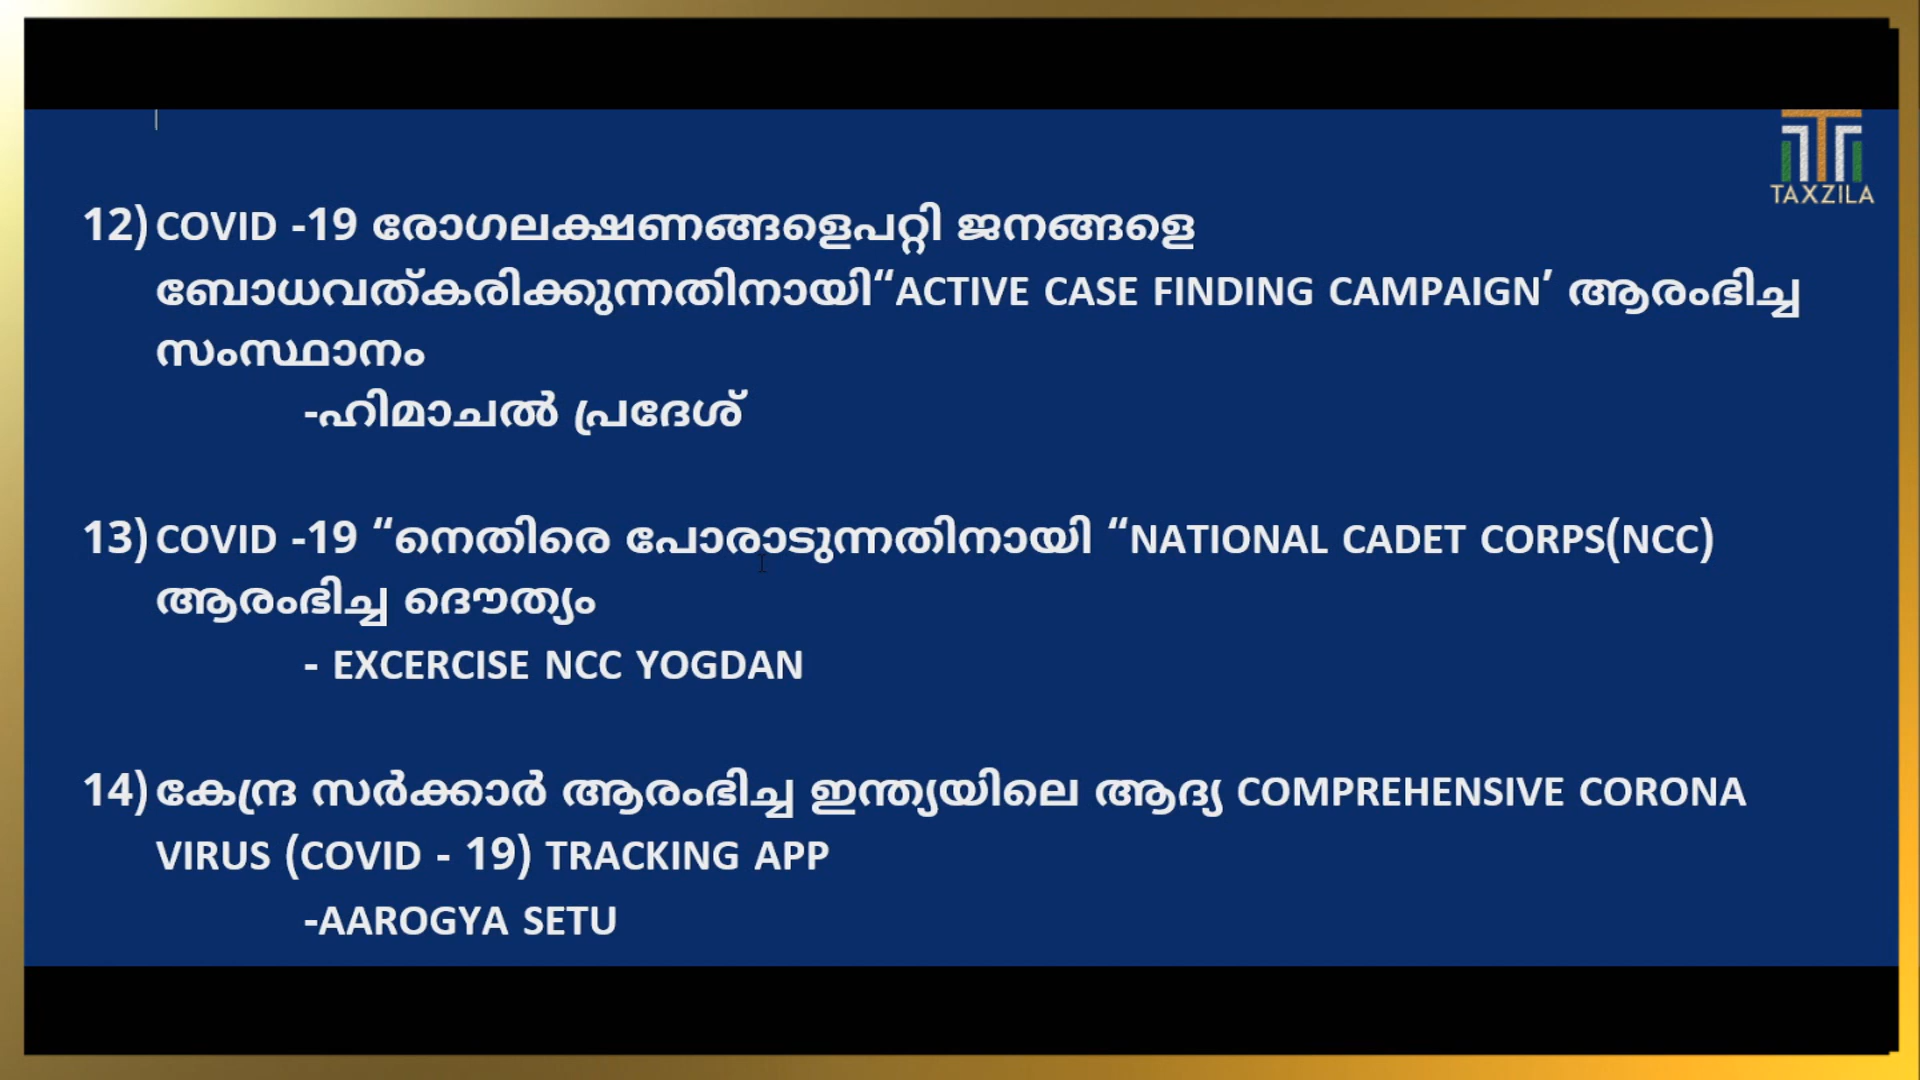 TAXZILA
12) COVID -19 രോഗലക്ഷണങ്ങളെപറ്റി ജനങ്ങളെ
ബോധവത്കരിക്കുന്നതിനായി“ACTIVE CASE FINDING CAMPAIGN’ ആരംഭിച്ച
സംസ്ഥാനം
-ഹിമാചൽ പ്രദേശ്
13) COVID -19 “നെതിരെ പോരാടുന്നതിനായി “NATIONAL CADET CORPS(NCC)
ആരംഭിച്ച ദൌത്യം
- EXCERCISE NCC YOGDAN
14) കേന്ദ്ര സർക്കാർ ആരംഭിച്ച ഇന്ത്യയിലെ ആദ്യ COMPREHENSIVE CORONA
VIRUS (COVID - 19) TRACKING APP
-AAROGYA SETU